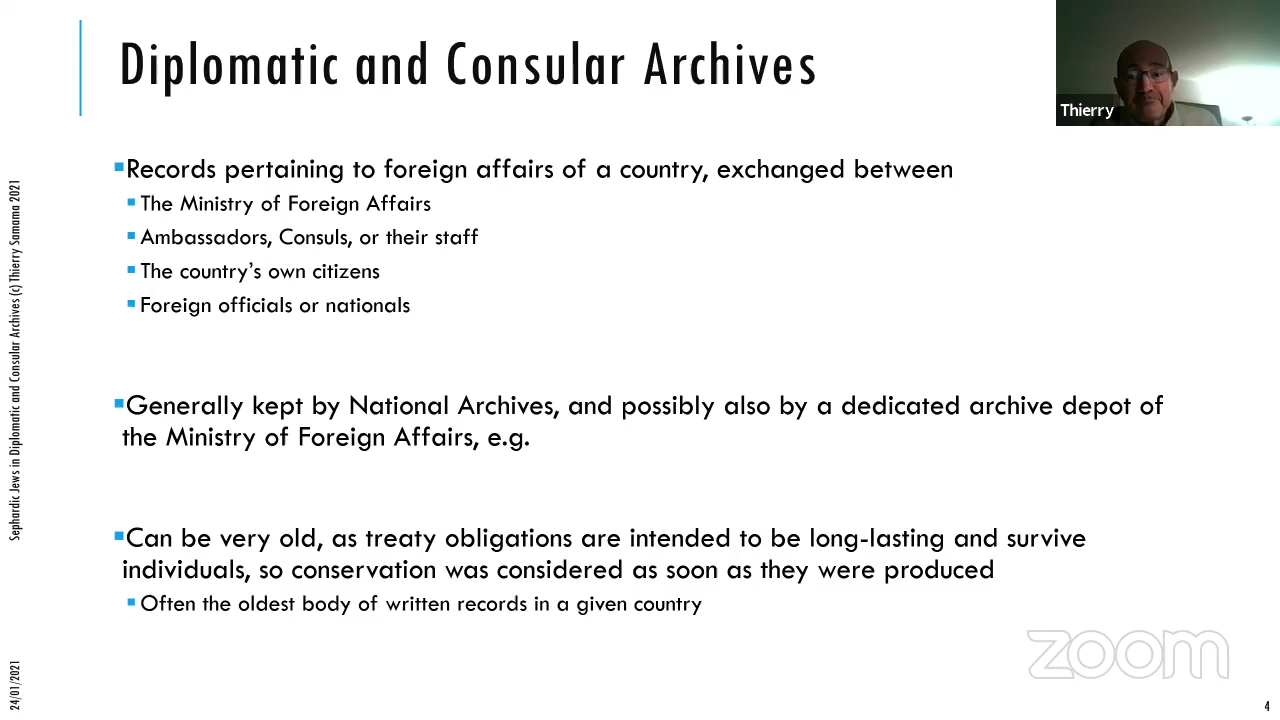 Diplomatic and Consular Archives
Thierry
Records pertaining to foreign affairs of a country, exchanged between
The Ministry of Foreign Affairs
Ambassadors, Consuls, or their staff
The country's own citizens
Foreign officials or nationals
Generally kept by National Archives, and possibly also by a dedicated archive depot of
the Ministry of Foreign Affairs, e.g.
Can be very old, as treaty obligations are intended to be long-lasting and survive
individuals, so conservation was considered as soon as they were produced
Often the oldest body of written records in a given country
Sephardic Jews in Diplomatic and Consular Archives (c) Thierry Samama 2021
24/01/2021
zoom
4